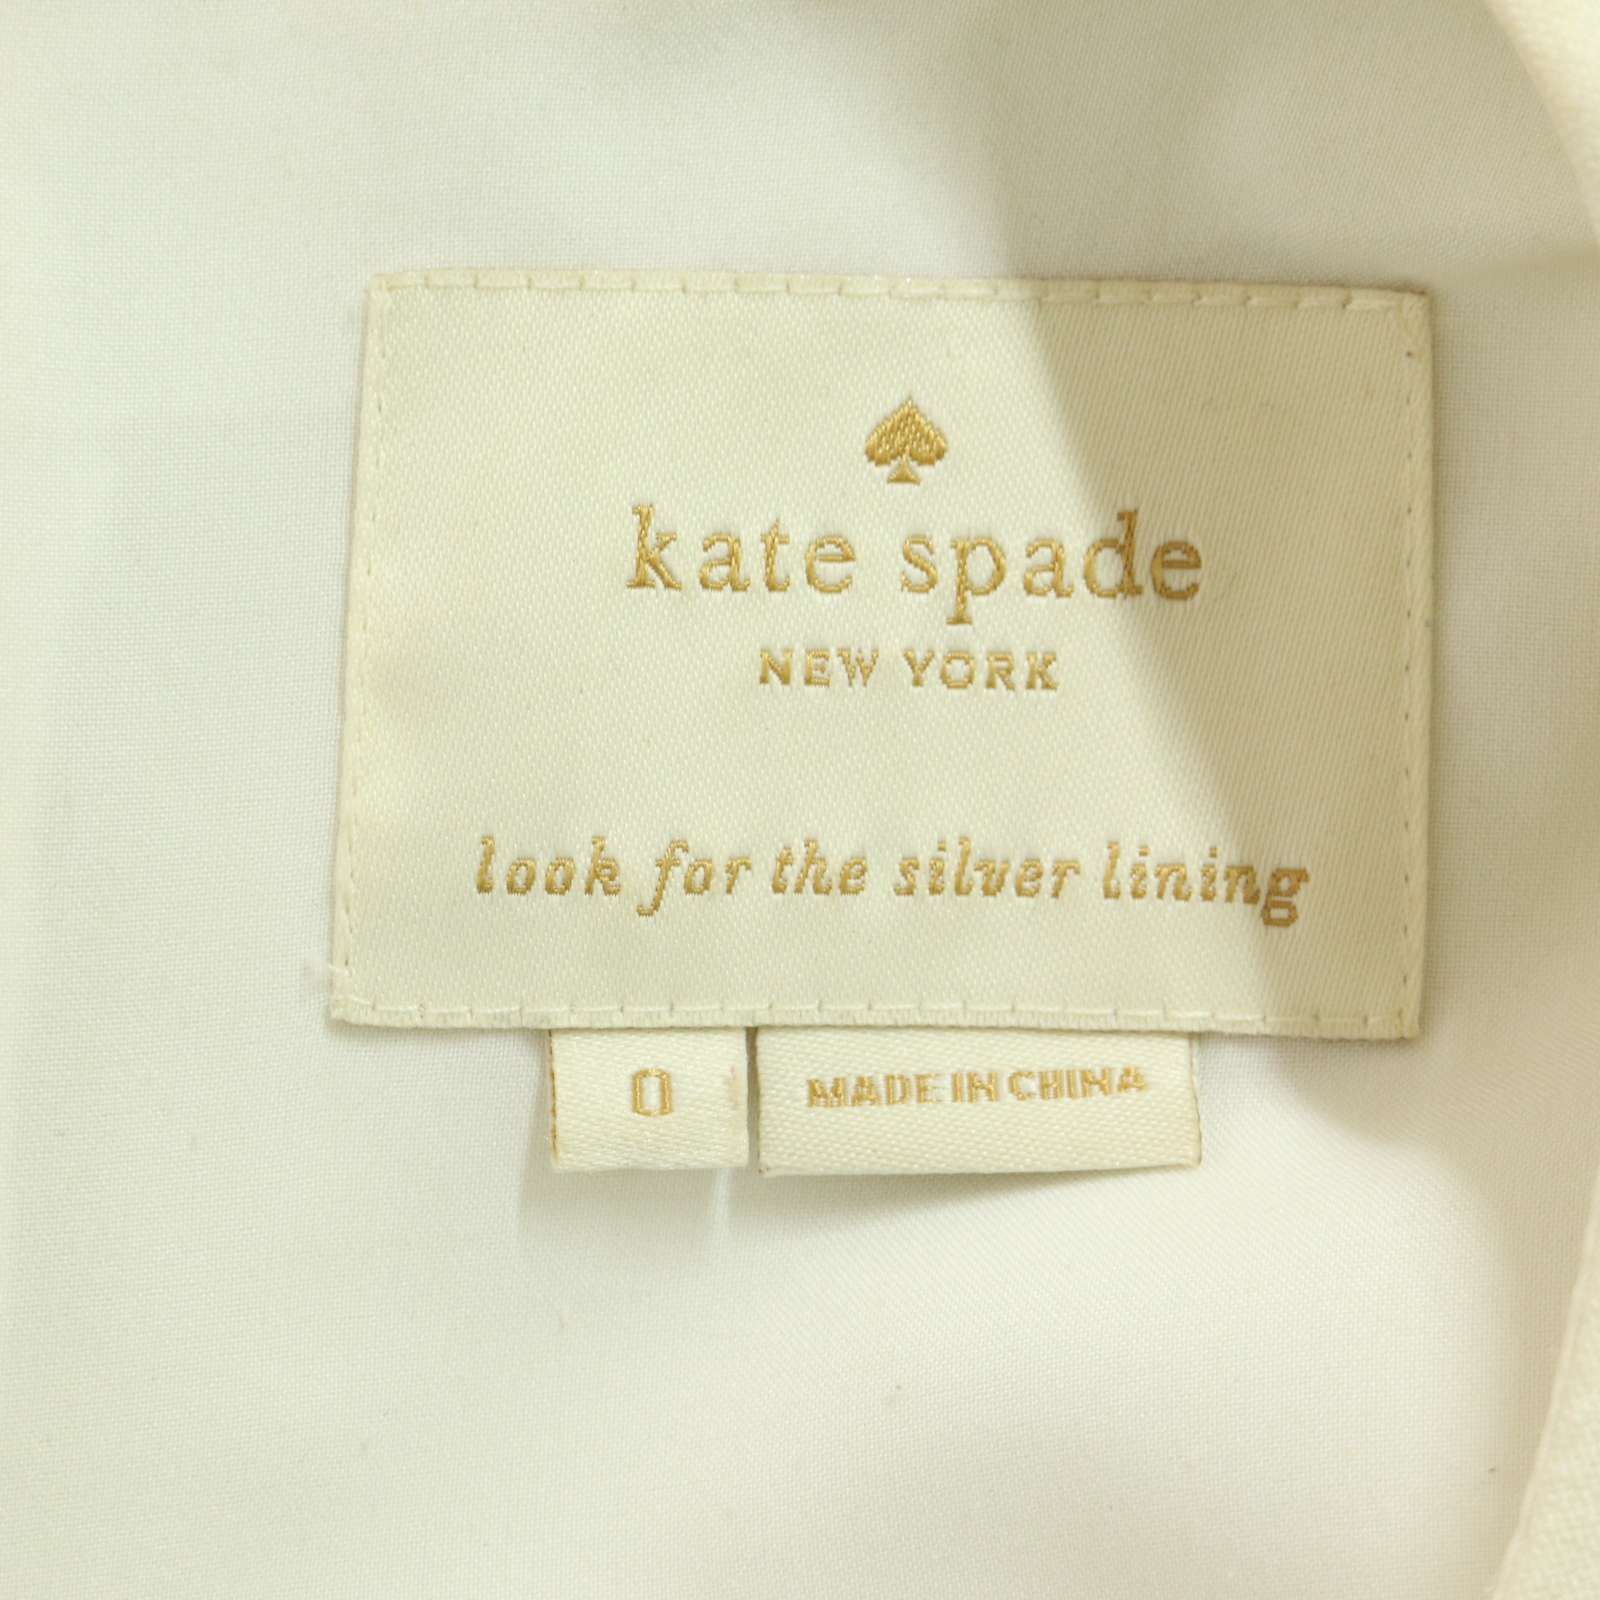 kate spade
NEW YORK
look for the silver lining
0
MADE IN CHINA